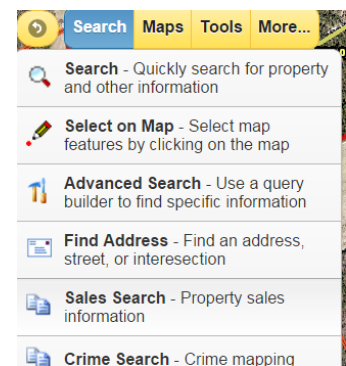 Search Maps Tools More...
Search - Quickly search for property
and other information
Select on Map - Select map
features by clicking on the map
Advanced Search - Use a query
builder to find specific information
Find Address - Find an address,
street, or interesection
Sales Search - Property sales
information
Crime Search - Crime mapping